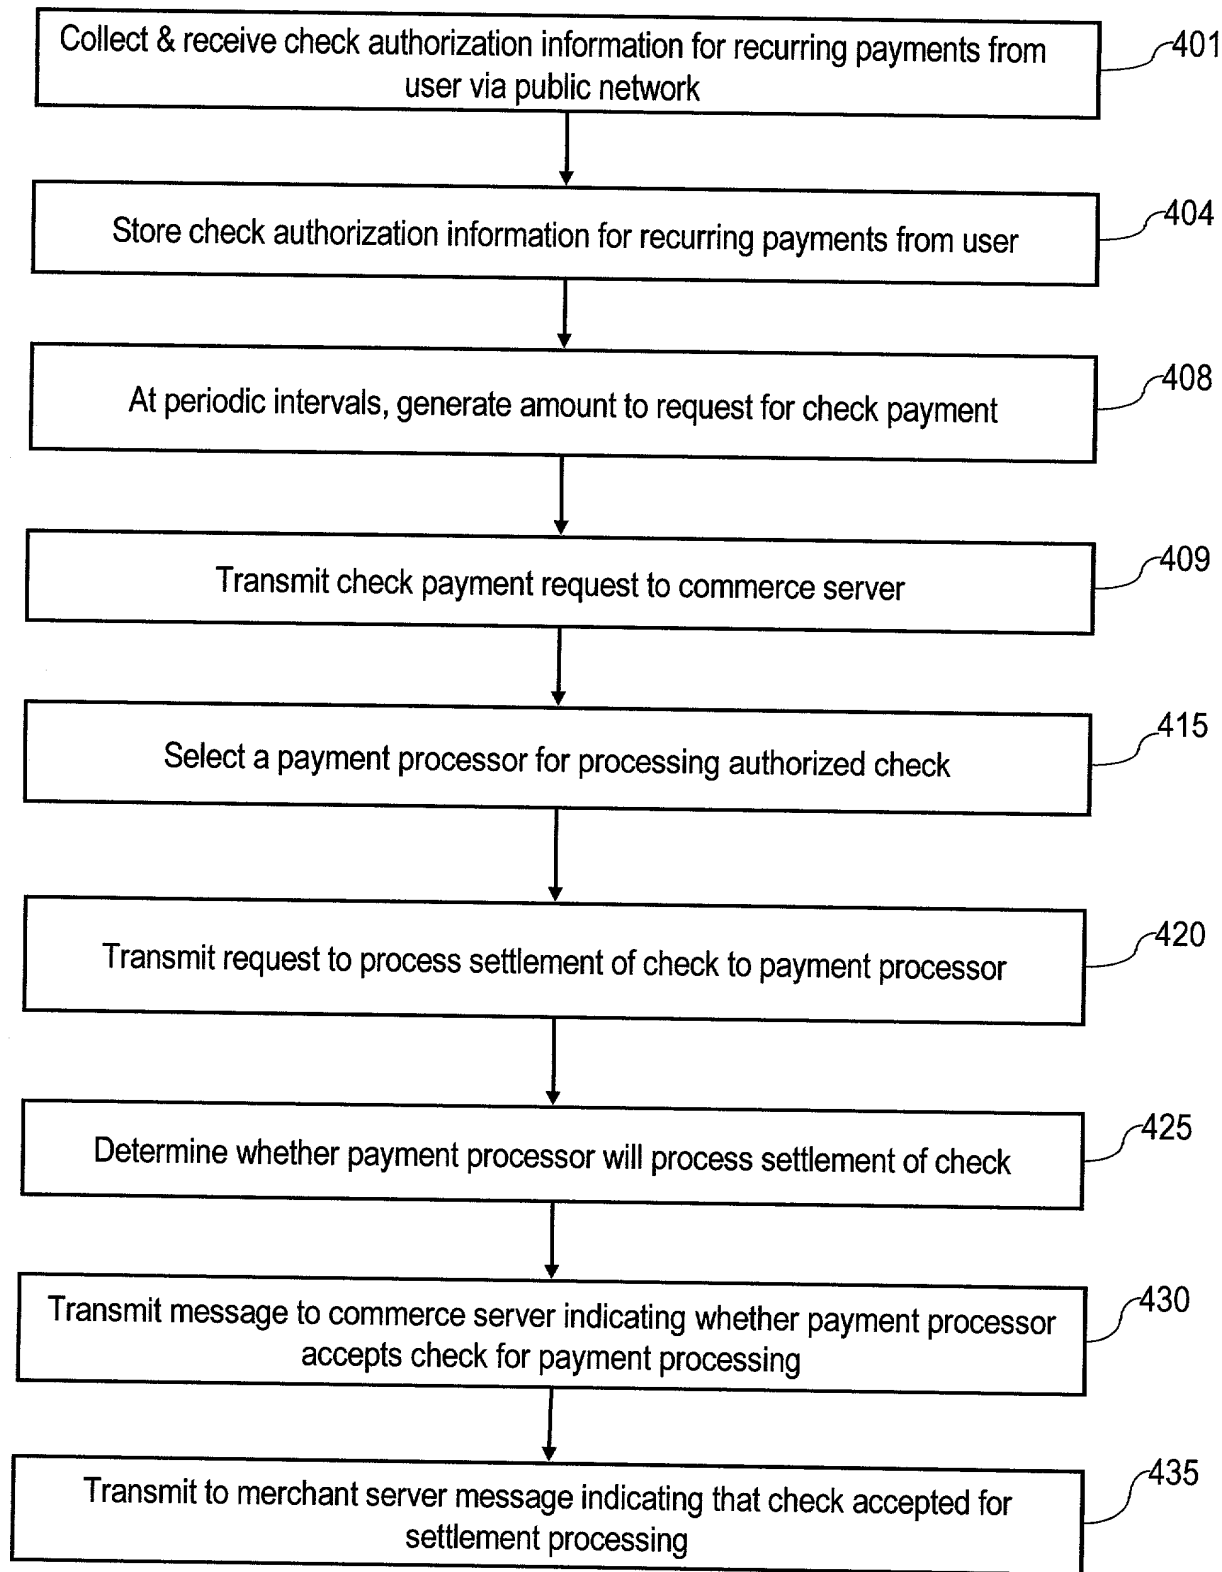 Collect & receive check authorization information for recurring payments from
user via public network
401
Store check authorization information for recurring payments from user
404
At periodic intervals, generate amount to request for check payment
408
Transmit check payment request to commerce server
409
Select a payment processor for processing authorized check
415
Transmit request to process settlement of check to payment processor
420
Determine whether payment processor will process settlement of check
425
Transmit message to commerce server indicating whether payment processor
accepts check for payment processing
430
Transmit to merchant server message indicating that check accepted for
settlement processing
435